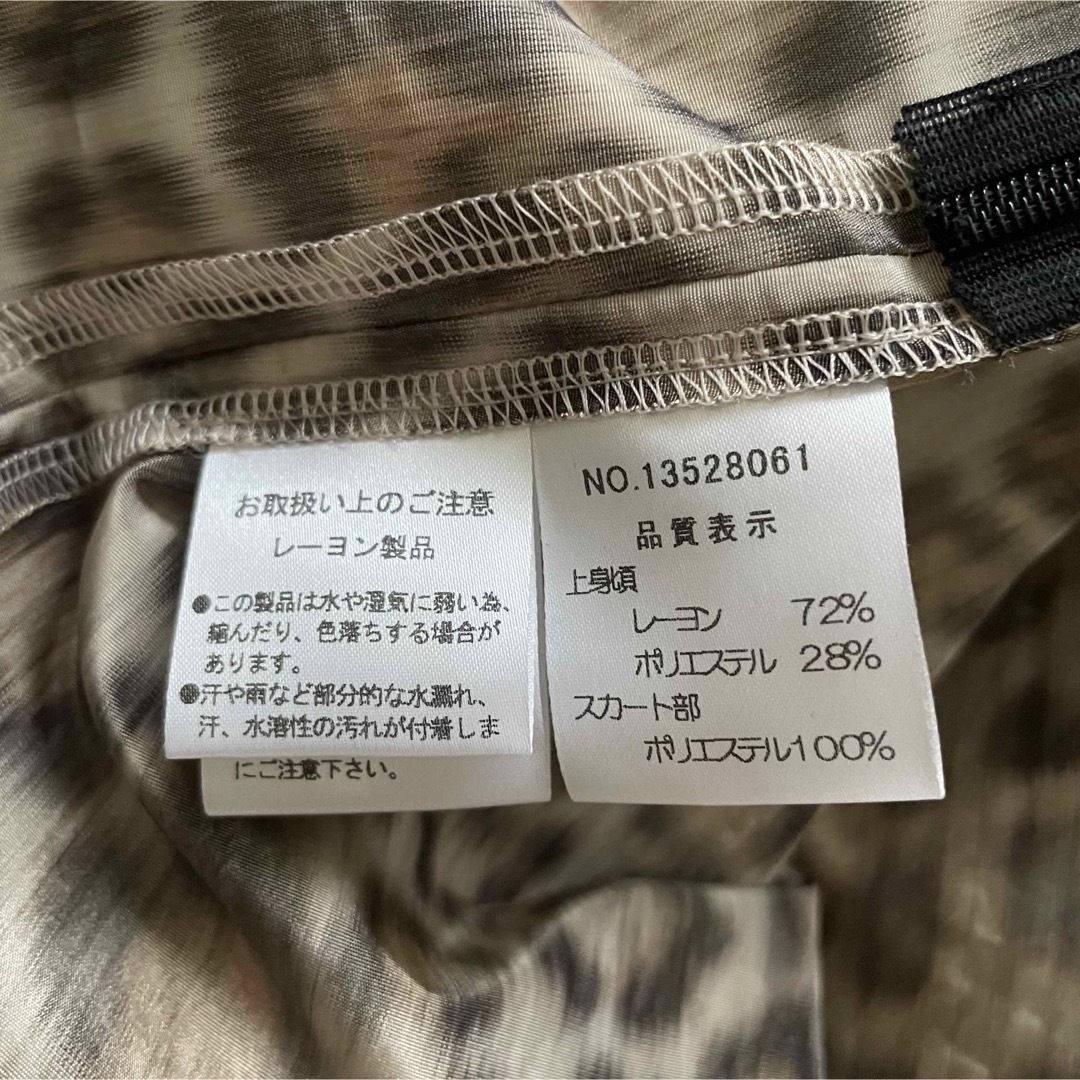 お取扱い上のご注意
レーヨン製品
●この製品は水や湿気に弱い為、
縮んだり、色落ちする場合が
あります。
●汗や雨など部分的な水濡れ、
汗、水溶性の汚れが付着しま
にご注意下さい。
NO.13528061
品質表示
上身頃
レーヨン 72%
ポリエステル 28%
スカート部
ポリエステル100%